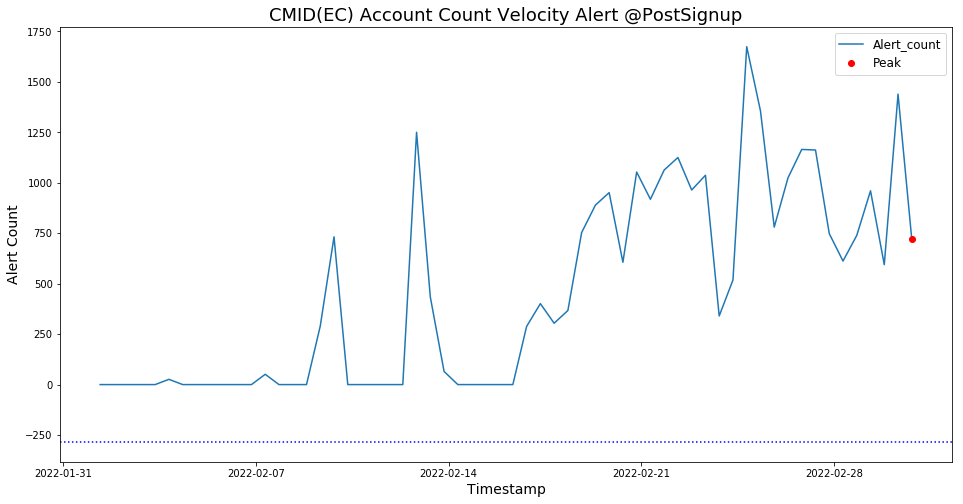 CMID(EC) Account Count Velocity Alert @PostSignup
Alert_count
Peak
Alert Count
1750
1500
1250
1000
750
500
250
0
−250
2022-01-31
2022-02-07
2022-02-14
2022-02-21
2022-02-28
Timestamp